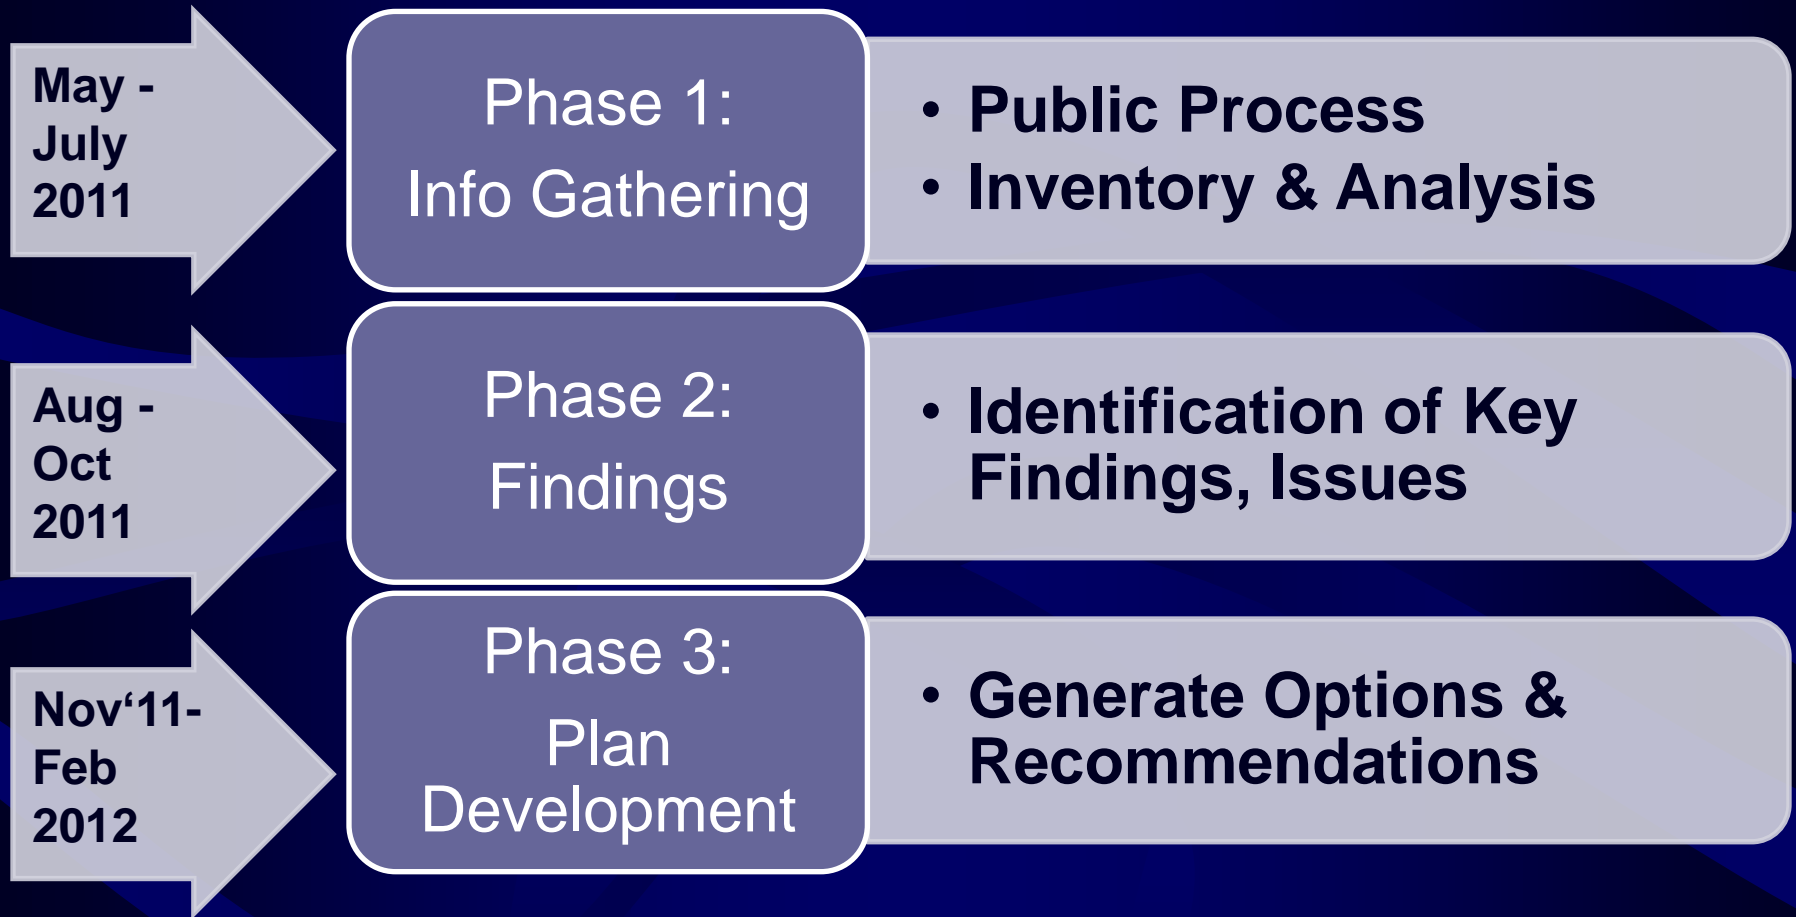 May -
July
2011
Phase 1:
Info Gathering
• Public Process
• Inventory & Analysis
Aug -
Oct
2011
Phase 2:
Findings
• Identification of Key
Findings, Issues
Nov‘11-
Feb
2012
Phase 3:
Plan
Development
• Generate Options &
Recommendations